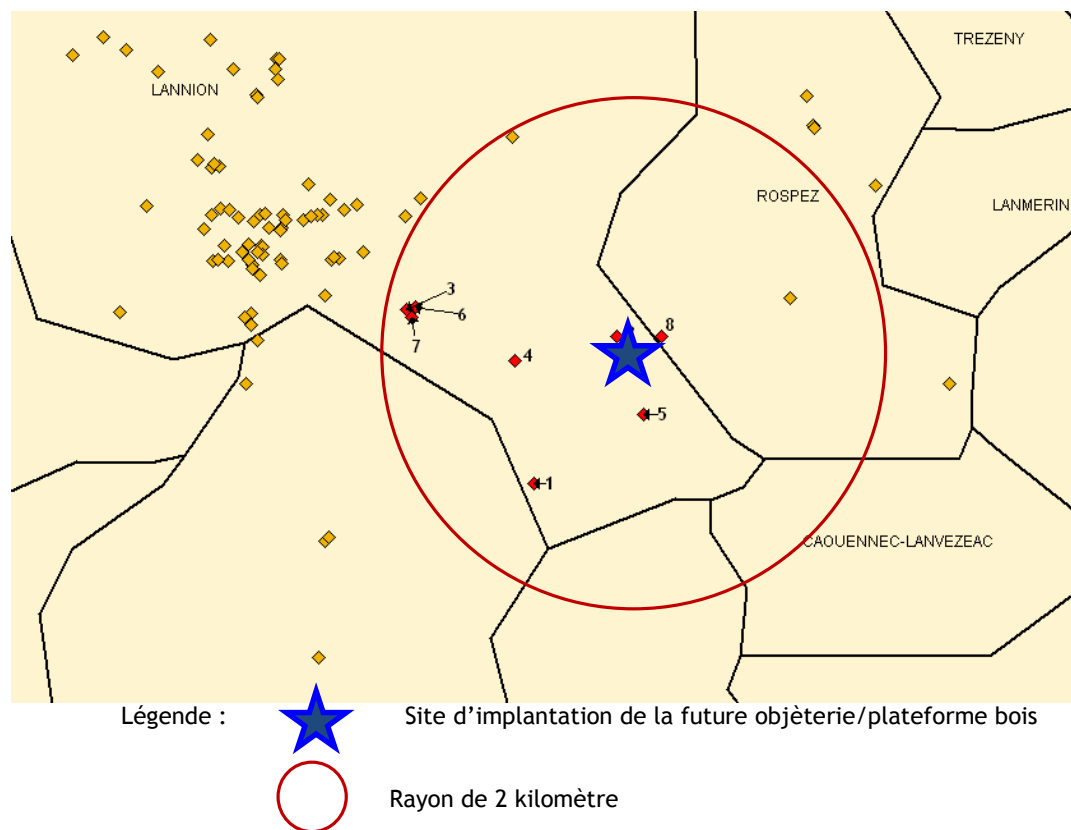 TREZENY
LANNION
ROSPEZ
LANMERIN
3
6
7
8
4
5
1
CAOUENNEC-LANVEZEAC
Légende :
Site d’implantation de la future objèterie/plateforme bois
Rayon de 2 kilomètre